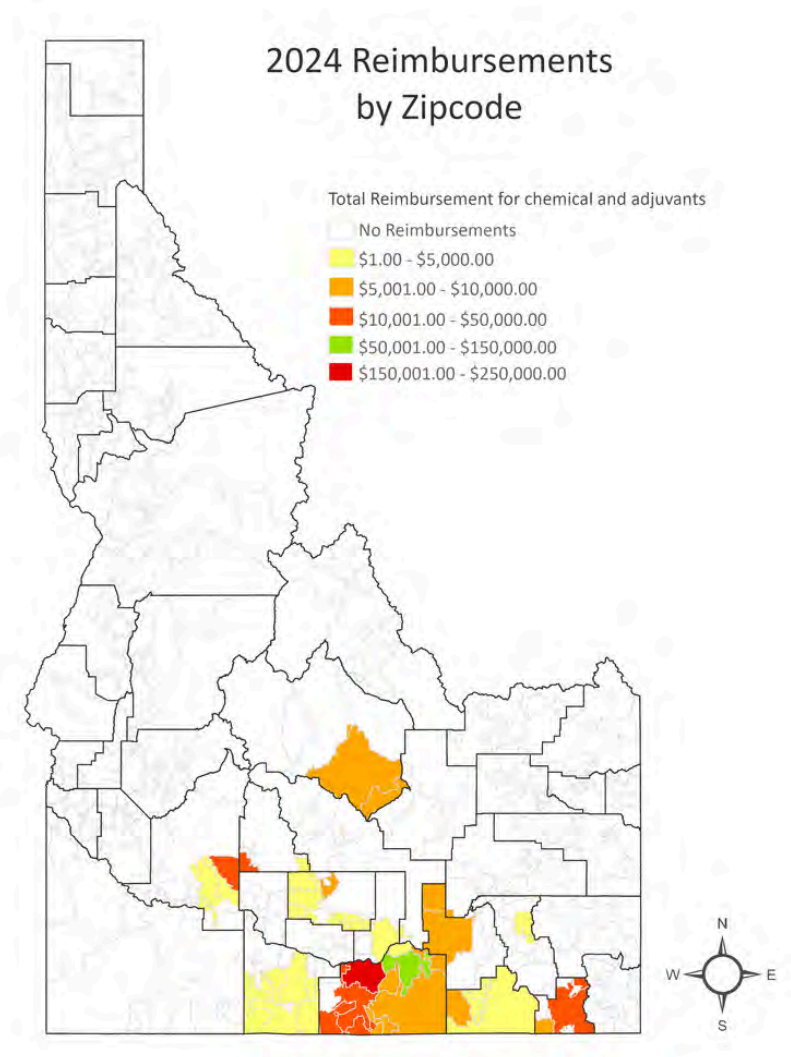 2024 Reimbursements
by Zipcode
Total Reimbursement for chemical and adjuvants
No Reimbursements
$1.00 - $5,000.00
$5,001.00 - $10,000.00
$10,001.00 - $50,000.00
$50,001.00 - $150,000.00
$150,001.00 - $250,000.00
N
W E
S